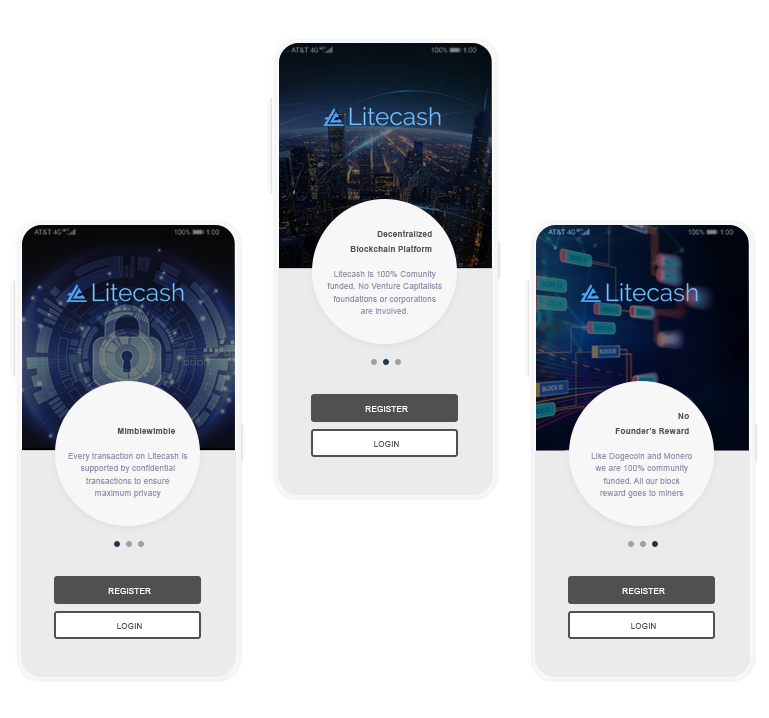 AT&T 4G
100% 1:00
Litecash
Mimblewimble
Every transaction on Litecash is
supported by confidential
transactions to ensure
maximum privacy
REGISTER
LOGIN
AT&T 4G
100% 1:00
Litecash
Decentralized
Blockchain Platform
Litecash is 100% Comunity
funded. No Venture Capitalists
foundations or corporations
are involved.
REGISTER
LOGIN
AT&T 4G
100% 1:00
Litecash
BLOCK 01
No
Founder's Reward
Like Dogecoin and Monero
we are 100% community
funded. All our block
reward goes to miners
REGISTER
LOGIN